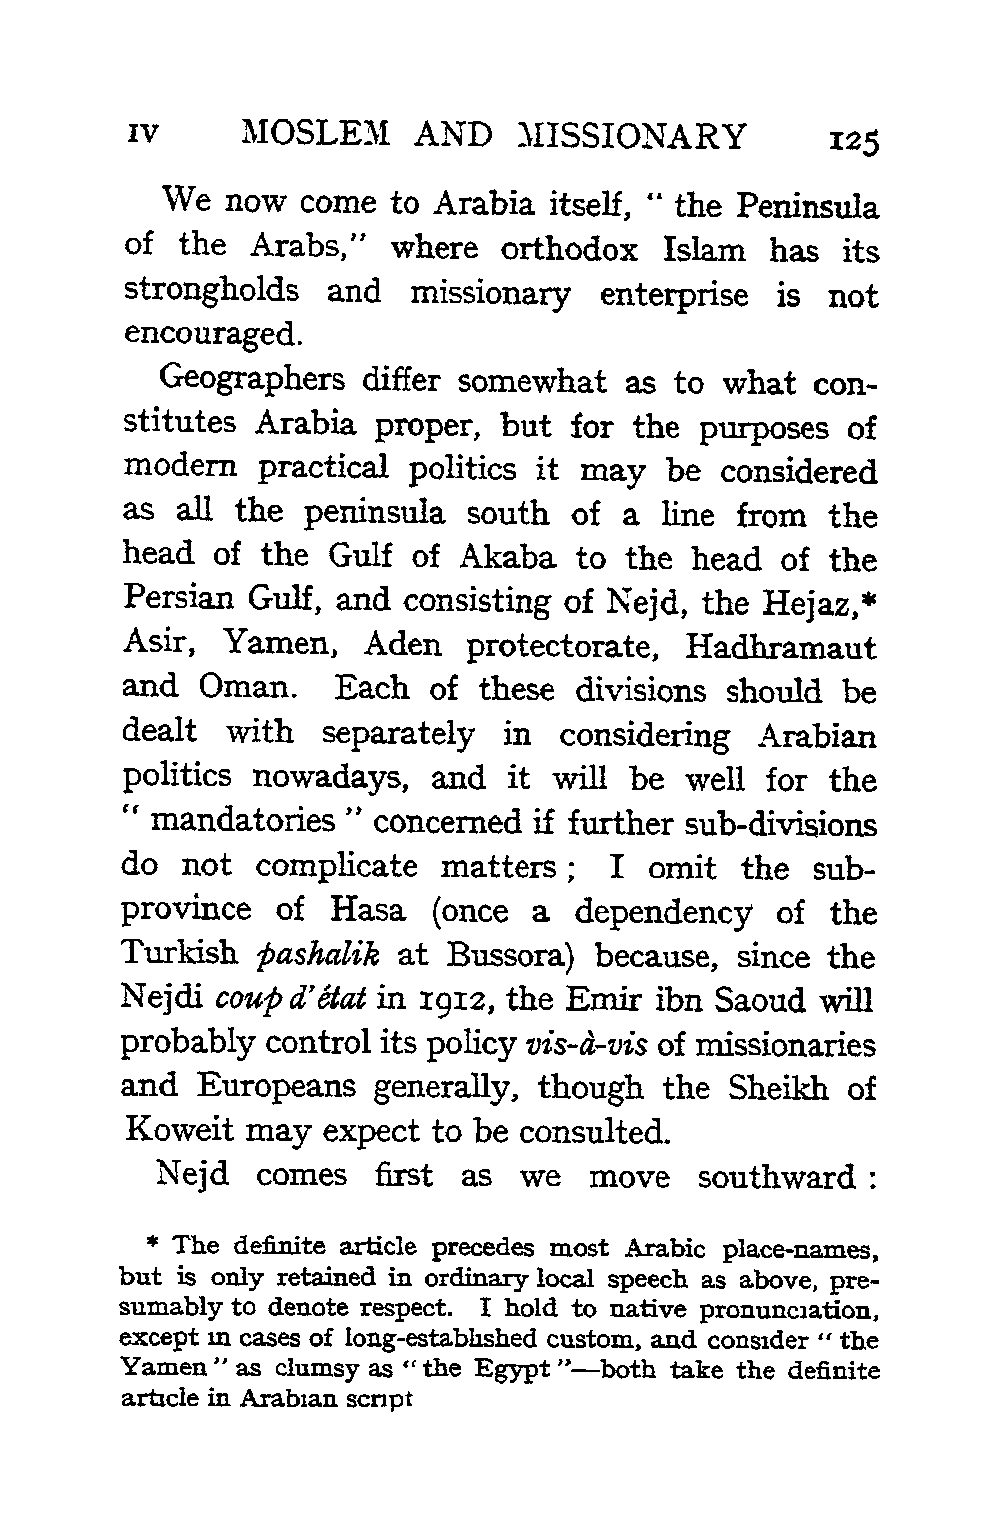 IV MOSLEM AND MISSIONARY 125
We now come to Arabia itself, “ the Peninsula
of the Arabs,” where orthodox Islam has its
strongholds and missionary enterprise is not
encouraged.
Geographers differ somewhat as to what con-
stitutes Arabia proper, but for the purposes of
modern practical politics it may be considered
as all the peninsula south of a line from the
head of the Gulf of Akaba to the head of the
Persian Gulf, and consisting of Nejd, the Hejaz,*
Asir, Yamen, Aden protectorate, Hadhramaut
and Oman. Each of these divisions should be
dealt with separately in considering Arabian
politics nowadays, and it will be well for the
“ mandatories ” concerned if further sub-divisions
do not complicate matters ; I omit the sub-
province of Hasa (once a dependency of the
Turkish pashalik at Bussora) because, since the
Nejdi coup d’état in 1912, the Emir ibn Saoud will
probably control its policy vis-à-vis of missionaries
and Europeans generally, though the Sheikh of
Koweit may expect to be consulted.
Nejd comes first as we move southward :
* The definite article precedes most Arabic place-names,
but is only retained in ordinary local speech as above, pre-
sumably to denote respect. I hold to native pronunciation,
except in cases of long-established custom, and consider “ the
Yamen ” as clumsy as “ the Egypt ”—both take the definite
article in Arabian script